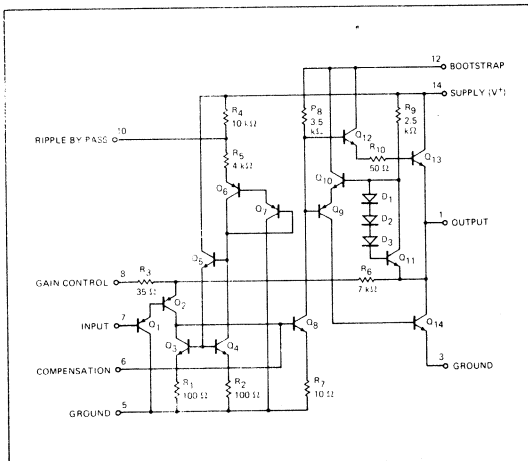 12
BOOTSTRAP
14
SUPPLY (V+)
R4
10 kΩ
R8
3.5
kΩ
R9
2.5
kΩ
Q12
RIPPLE BY PASS
10
R10
50 Ω
Q13
R5
4 kΩ
Q10
Q6
D1
Q7
Q9
D2
1
OUTPUT
D3
Q5
Q11
GAIN CONTROL
8
R3
35 Ω
R6
7 kΩ
Q2
INPUT
7
Q1
Q8
Q14
Q3
Q4
COMPENSATION
6
3
GROUND
R1
100 Ω
R2
100 Ω
R7
10 Ω
GROUND
5